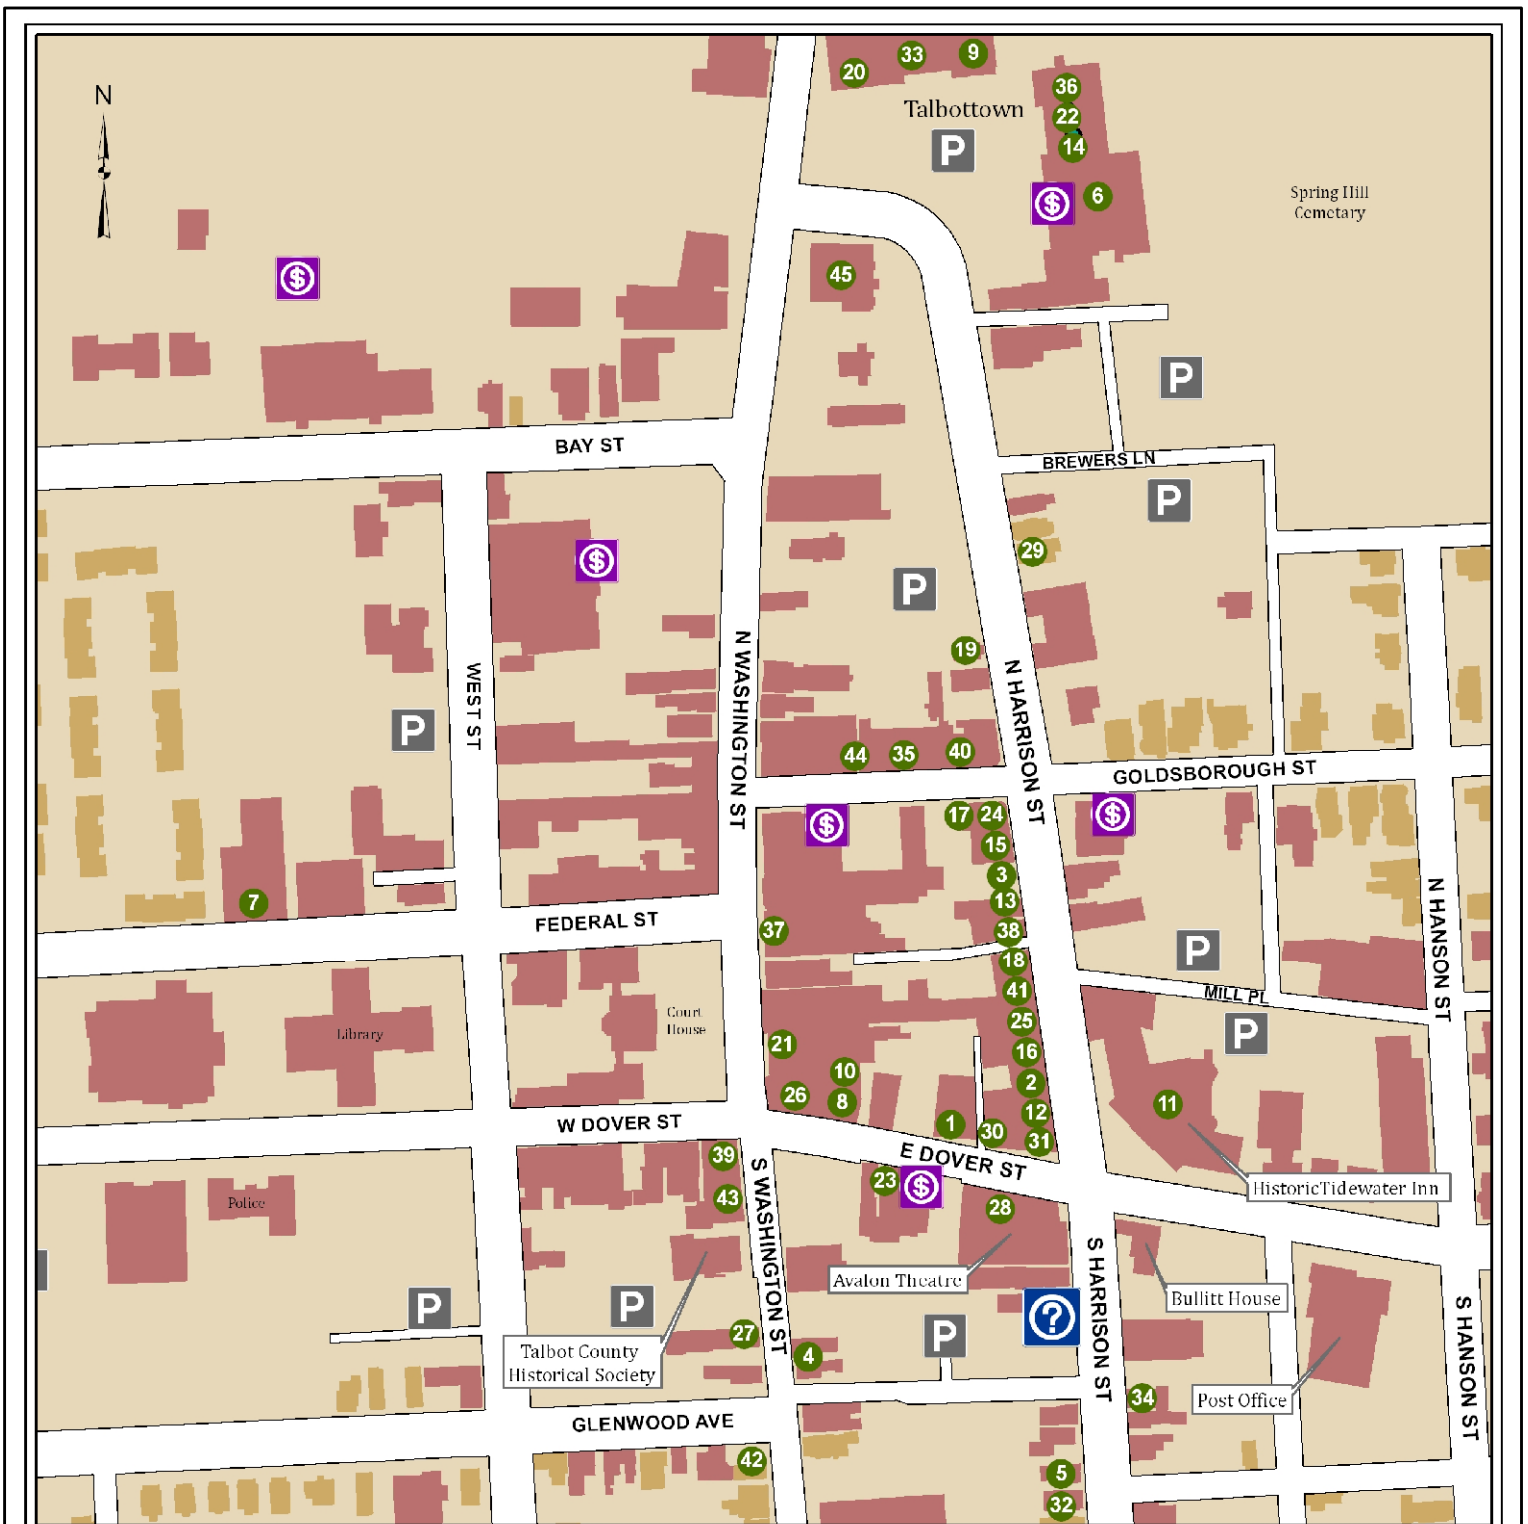 N
20
33
9
Talbottown
P
36
22
14
$
6
Spring Hill
Cemetary
$
45
P
BAY ST
BREWERS LN
P
$
29
P
19
WEST ST
N WASHINGTON ST
N HARRISON ST
P
44
35
40
GOLDSBOROUGH ST
$
17
24
$
15
3
13
7
37
38
FEDERAL ST
N HANSON ST
P
18
41
MILL PL
Court
House
Library
25
P
21
16
10
2
26
8
11
12
1
30
31
W DOVER ST
E DOVER ST
39
23
$
43
Police
S WASHINGTON ST
28
HistoricTidewater Inn
Avalon Theatre
Bullitt House
P
P
?
P
27
4
S HARRISON ST
S HANSON ST
Talbot County
Historical Society
34
Post Office
GLENWOOD AVE
42
5
32